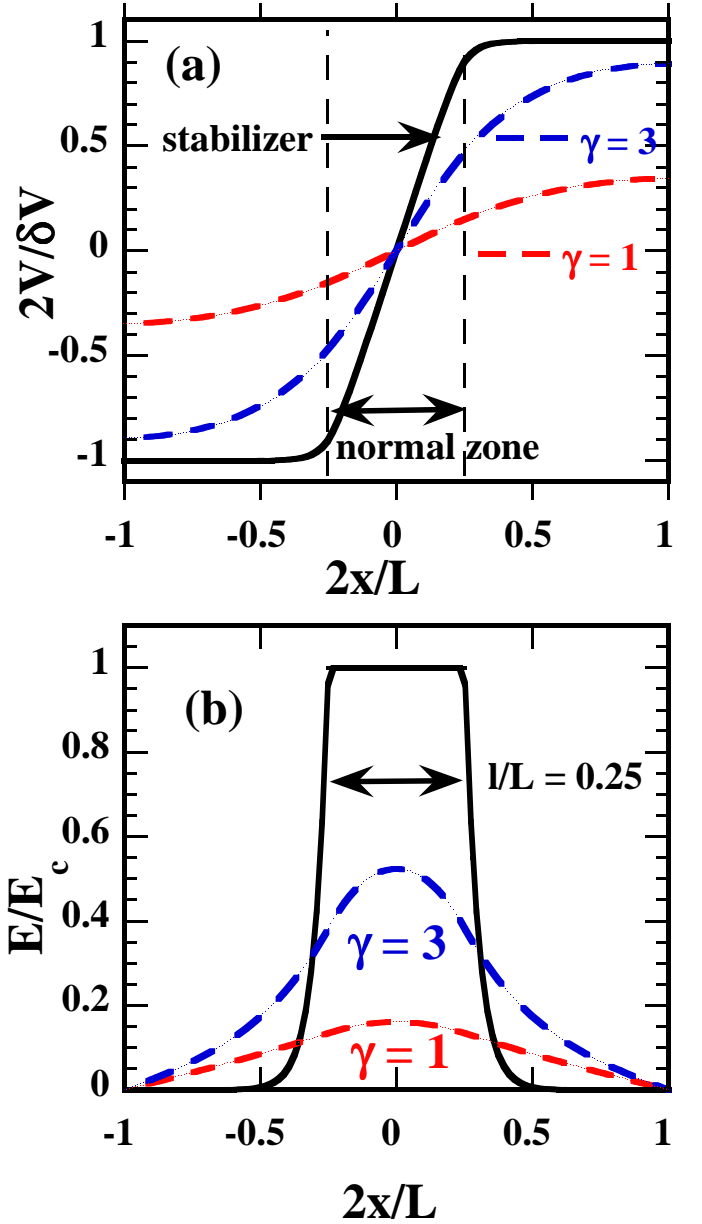 (a)
1
0.5
0
-0.5
-1
2V/δV
stabilizer
γ = 3
γ = 1
normal zone
-1 -0.5 0 0.5 1
2x/L
(b)
1
0.8
0.6
0.4
0.2
0
E/E c
l/L = 0.25
γ = 3
γ = 1
-1 -0.5 0 0.5 1
2x/L